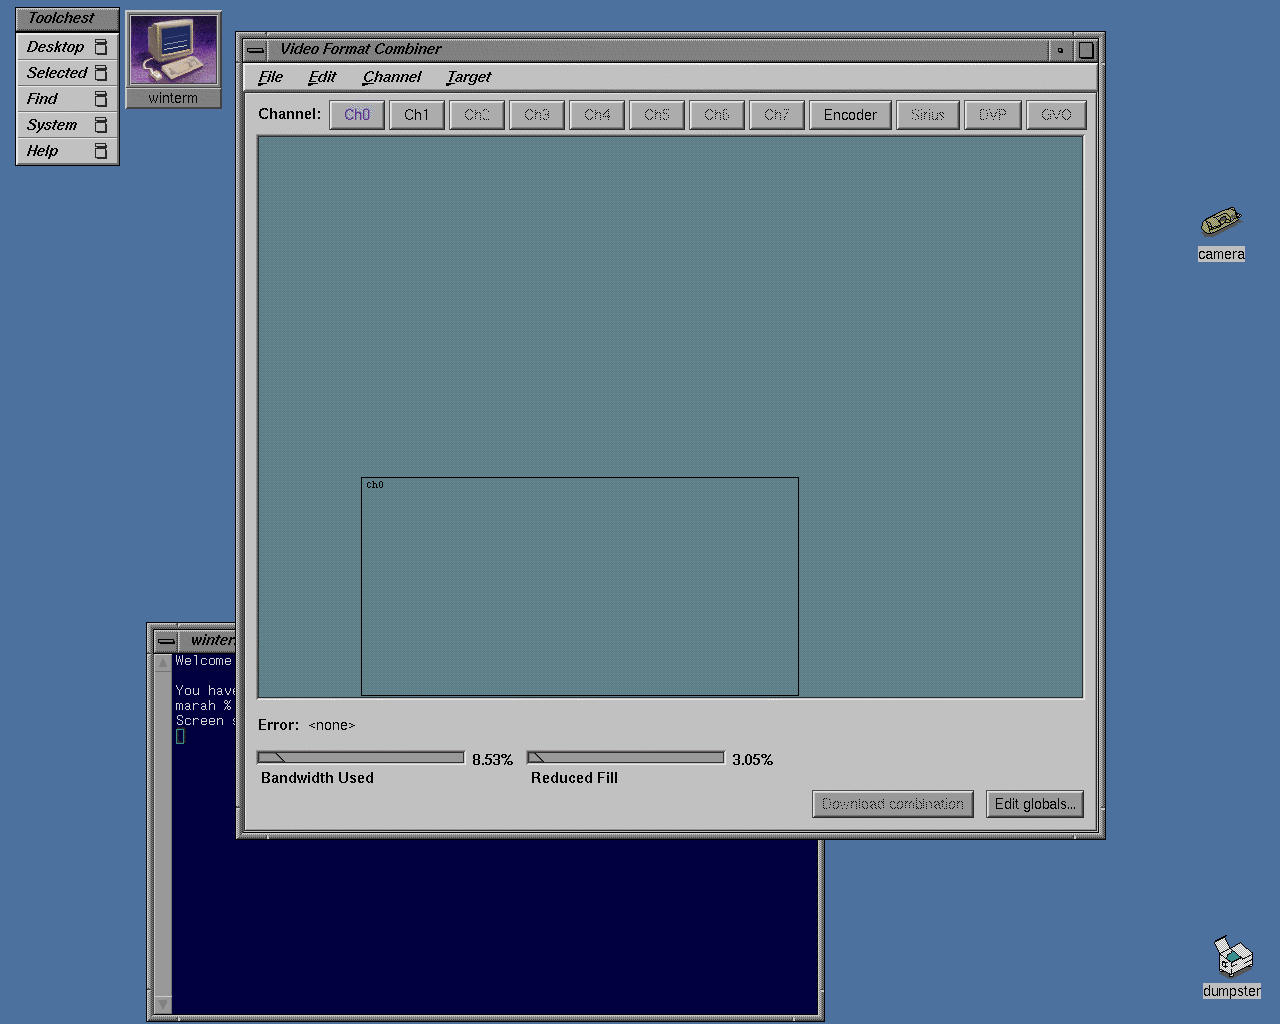 Toolchest
Desktop
Selected
Find
System
Help
winterm
Video Format Combiner
File Edit Channel Target
Channel: Ch0 Ch1 Ch2 Ch3 Ch4 Ch5 Ch6 Ch7 Encoder Sirius DVP GVO
ch0
Error: <none>
8.53% 3.05%
Bandwidth Used Reduced Fill
Download combination Edit globals...
winter
Welcome
You have
marah %
Screen s
camera
dumpster